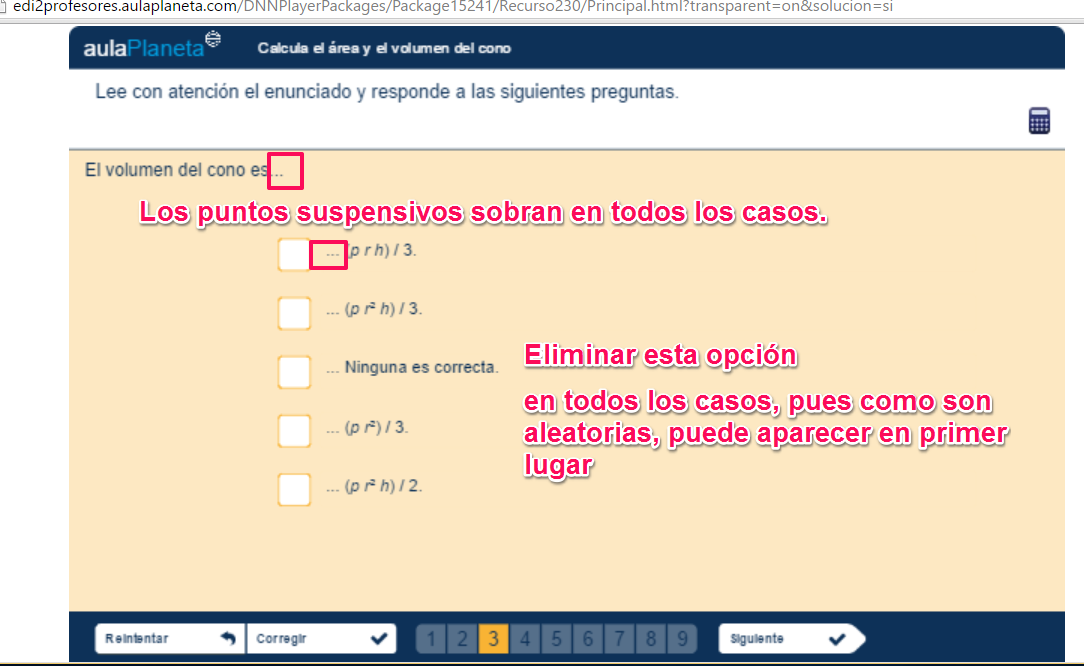 edi2profesores.aulaplaneta.com/DNNPlayerPackages/Package15241/Recurso230/Principal.html?transparent=on&solucion=si
aulaPlaneta Calcula el área y el volumen del cono
Lee con atención el enunciado y responde a las siguientes preguntas.
El volumen del cono es...
Los puntos suspensivos sobran en todos los casos.
... (p r h) / 3.
... (p r² h) / 3.
Eliminar esta opción
... Ninguna es correcta.
en todos los casos, pues como son
aleatorias, puede aparecer en primer
lugar
... (p r²) / 3.
... (p r² h) / 2.
Reintentar Corregir 1 2 3 4 5 6 7 8 9 Siguiente